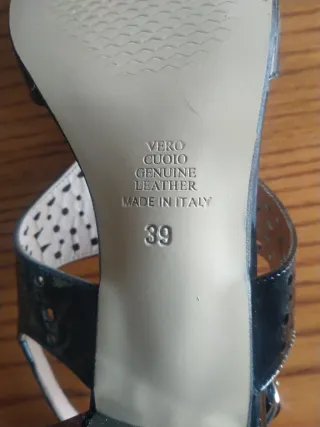 VERO
CUOIO
GENUINE
LEATHER
MADE IN ITALY
39